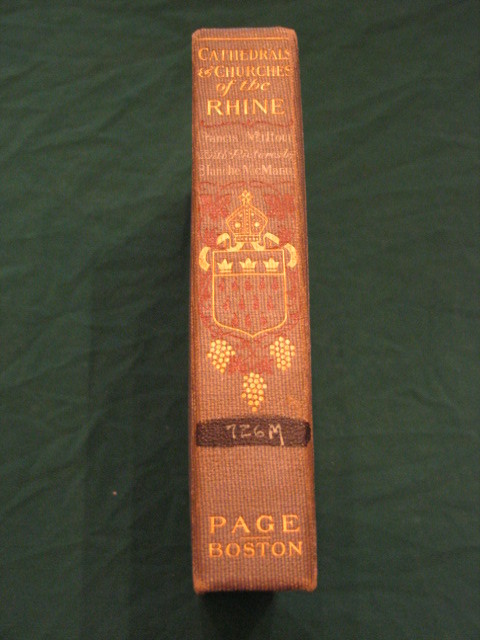 CATHEDRALS
& CHURCHES
of the
RHINE
Francis Miltoun
Blanche McManus
726M
PAGE
BOSTON